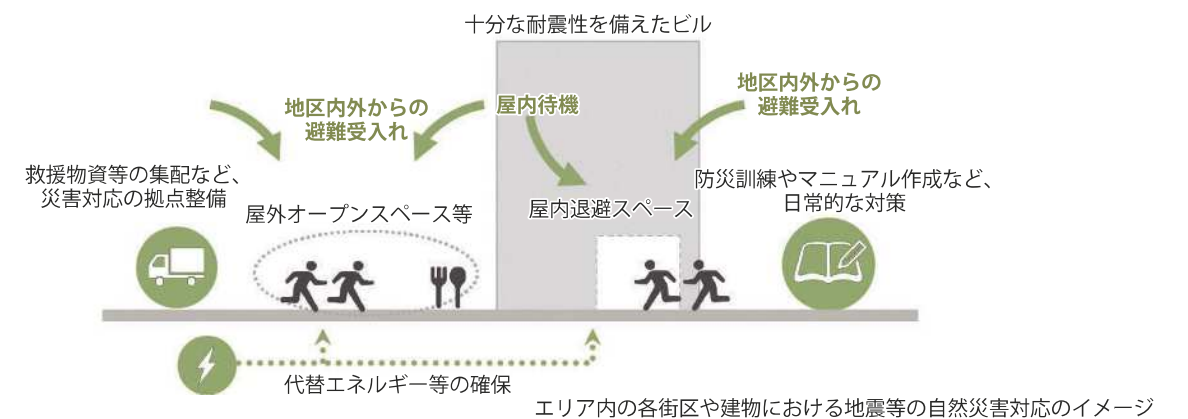 十分な耐震性を備えたビル
地区内外からの
避難受入れ
屋内待機
地区内外からの
避難受入れ
救援物資等の集配など、
災害対応の拠点整備
屋外オープンスペース等
屋内退避スペース
防災訓練やマニュアル作成など、
日常的な対策
代替エネルギー等の確保
エリア内の各街区や建物における地震等の自然災害対応のイメージ